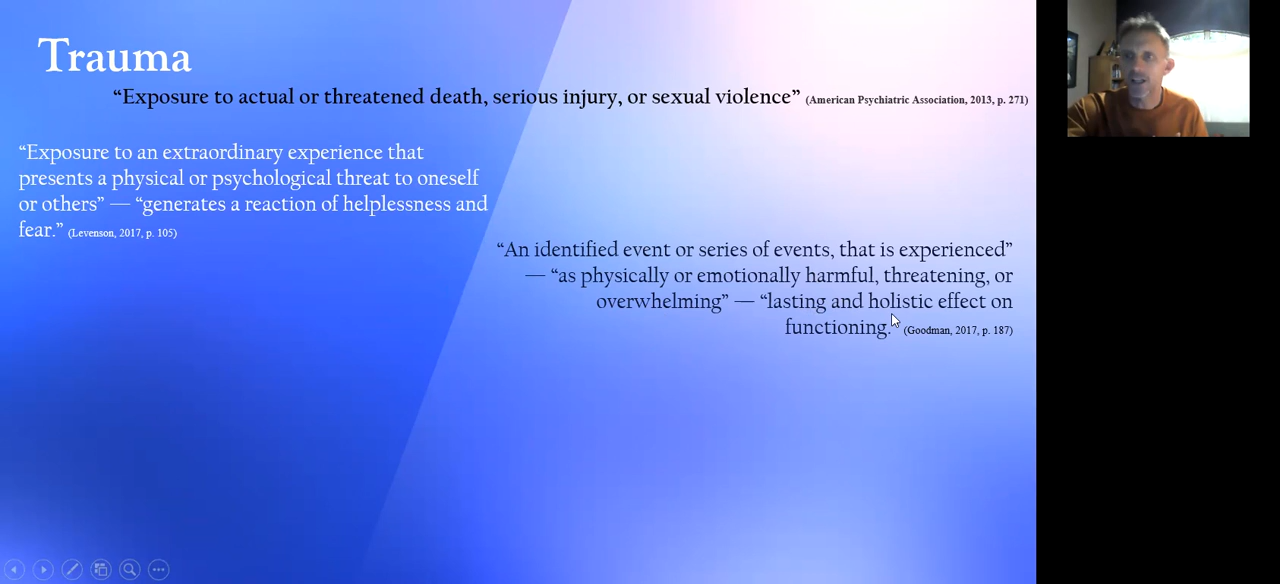 Trauma
“Exposure to actual or threatened death, serious injury, or sexual violence” (American Psychiatric Association, 2013, p. 271)
“Exposure to an extraordinary experience that
presents a physical or psychological threat to oneself
or others” — “generates a reaction of helplessness and
fear.” (Levenson, 2017, p. 105)
“An identified event or series of events, that is experienced”
— “as physically or emotionally harmful, threatening, or
overwhelming” — “lasting and holistic effect on
functioning.” (Goodman, 2017, p. 187)